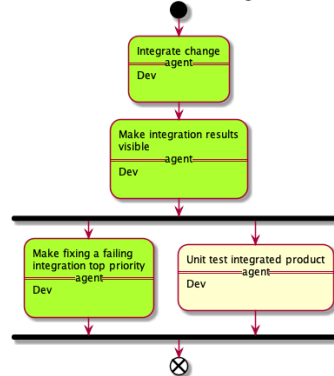 Integrate change
agent
Dev
Make integration results
visible
agent
Dev
Make fixing a failing
integration top priority
agent
Dev
Unit test integrated product
agent
Dev